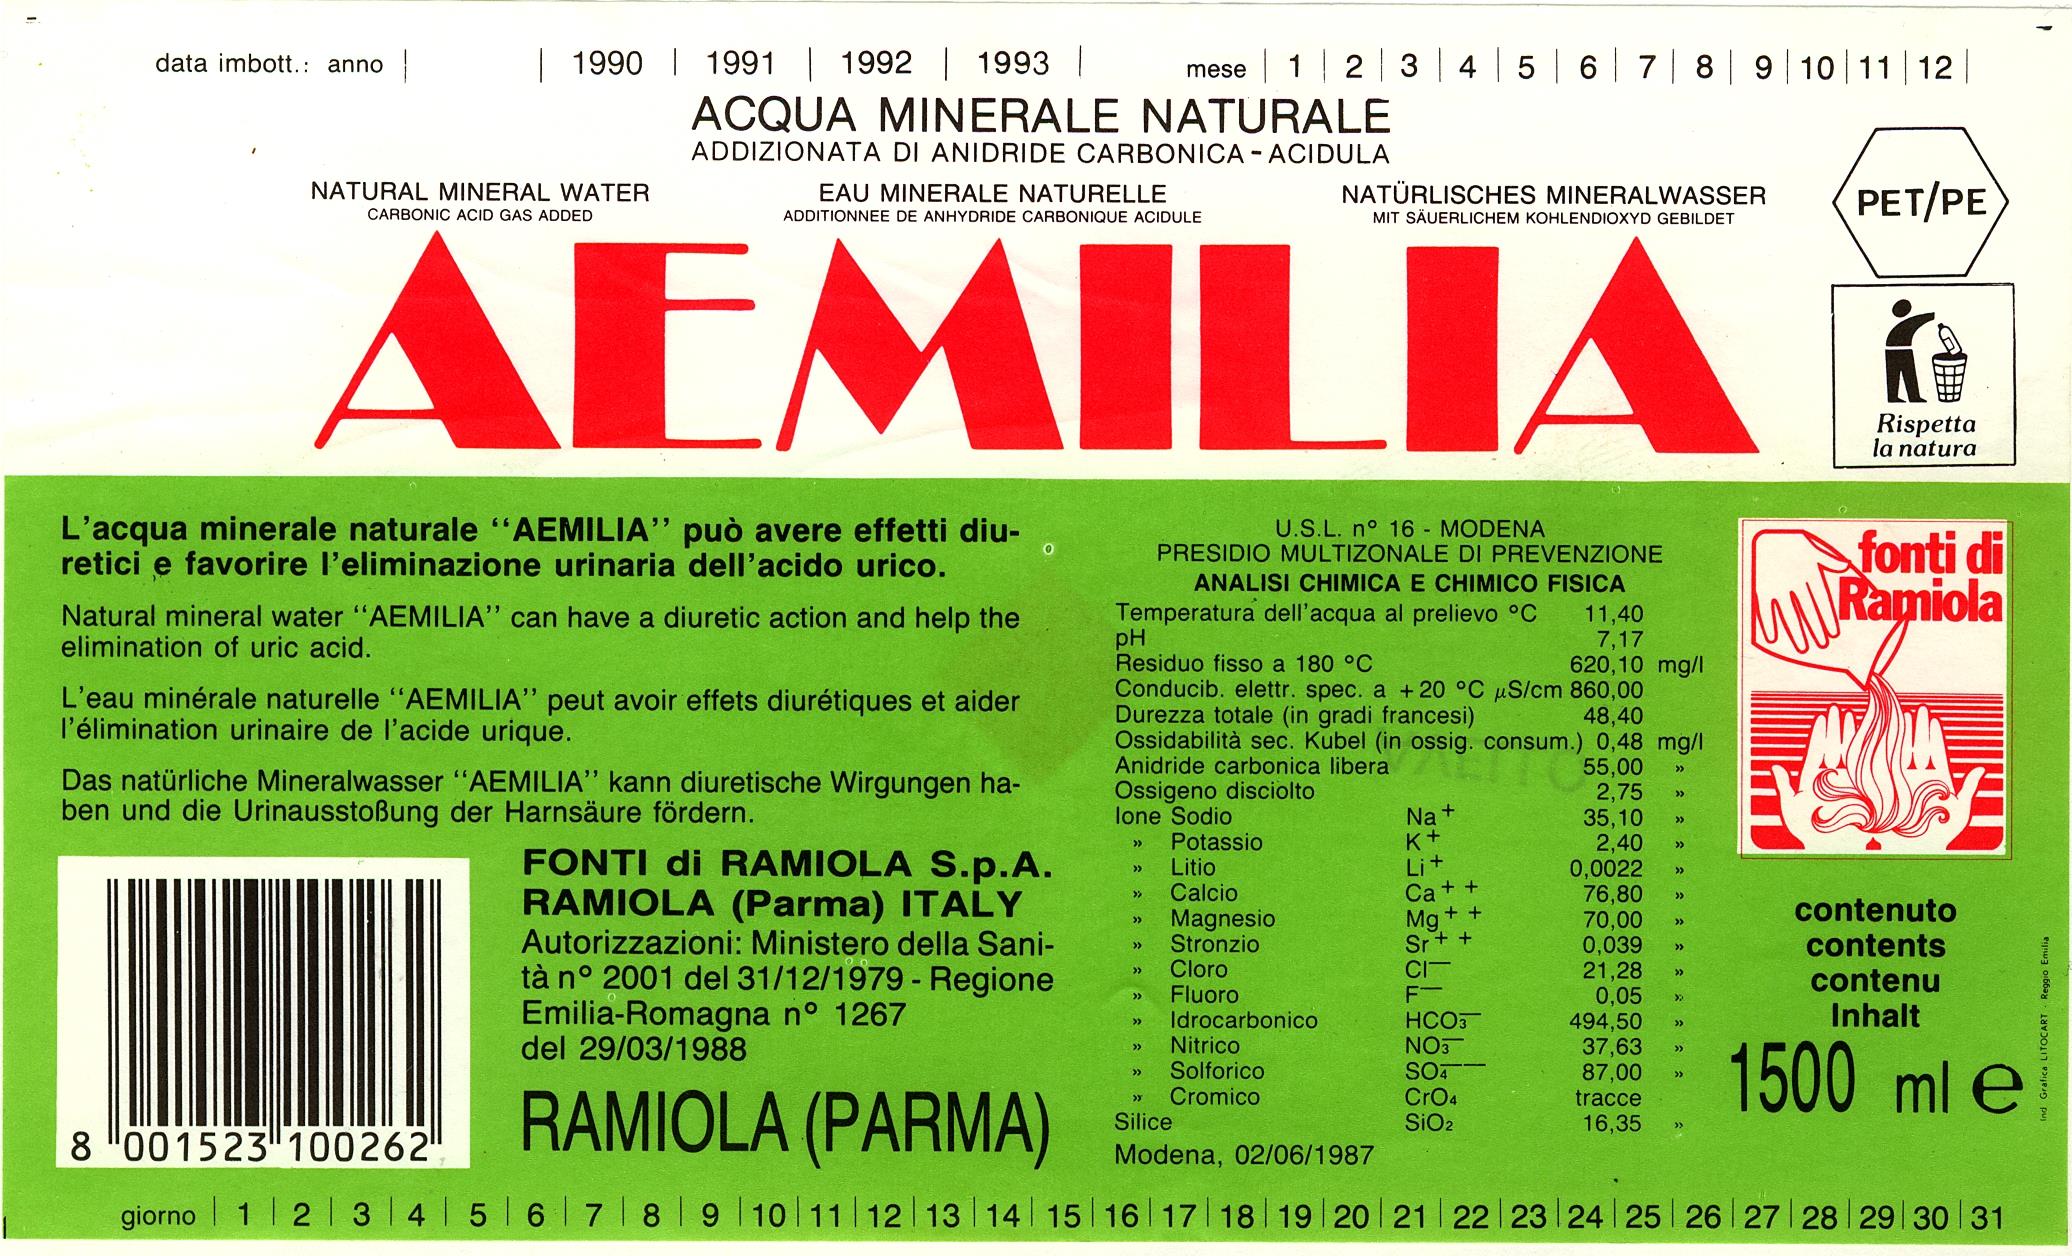 data imbott.: anno | | 1990 | 1991 | 1992 | 1993 | mese | 1 | 2 | 3 | 4 | 5 | 6 | 7 | 8 | 9 | 10 | 11 | 12 |
ACQUA MINERALE NATURALE
ADDIZIONATA DI ANIDRIDE CARBONICA - ACIDULA
NATURAL MINERAL WATER
CARBONIC ACID GAS ADDED
EAU MINERALE NATURELLE
ADDITIONNEE DE ANHYDRIDE CARBONIQUE ACIDULE
NATÜRLISCHES MINERALWASSER
MIT SÄUERLICHEM KOHLENDIOXYD GEBILDET
PET/PE
AEMILIA
Rispetta
la natura
L'acqua minerale naturale "AEMILIA" può avere effetti diu-
retici e favorire l'eliminazione urinaria dell'acido urico.
Natural mineral water "AEMILIA" can have a diuretic action and help the
elimination of uric acid.
L'eau minérale naturelle "AEMILIA" peut avoir effets diurétiques et aider
l'élimination urinaire de l'acide urique.
Das natürliche Mineralwasser "AEMILIA" kann diuretische Wirgungen ha-
ben und die Urinausstoßung der Harnsäure fördern.
8 001523 100262
FONTI di RAMIOLA S.p.A.
RAMIOLA (Parma) ITALY
Autorizzazioni: Ministero della Sani-
tà n° 2001 del 31/12/1979 - Regione
Emilia-Romagna n° 1267
del 29/03/1988
RAMIOLA (PARMA)
U.S.L. n° 16 - MODENA
PRESIDIO MULTIZONALE DI PREVENZIONE
ANALISI CHIMICA E CHIMICO FISICA
Temperatura dell'acqua al prelievo °C 11,40
pH 7,17
Residuo fisso a 180 °C 620,10 mg/l
Conducib. elettr. spec. a +20 °C µS/cm 860,00
Durezza totale (in gradi francesi) 48,40
Ossidabilità sec. Kubel (in ossig. consum.) 0,48 mg/l
Anidride carbonica libera 55,00 »
Ossigeno disciolto 2,75 »
Ione Sodio Na+ 35,10 »
» Potassio K+ 2,40 »
» Litio Li+ 0,0022 »
» Calcio Ca++ 76,80 »
» Magnesio Mg++ 70,00 »
» Stronzio Sr++ 0,039 »
» Cloro Cl— 21,28 »
» Fluoro F— 0,05 »
» Idrocarbonico HCO3— 494,50 »
» Nitrico NO3— 37,63 »
» Solforico SO4—— 87,00 »
» Cromico CrO4 tracce
Silice SiO2 16,35 »
Modena, 02/06/1987
fonti di
Ramiola
contenuto
contents
contenu
Inhalt
1500 ml e
Ind. Grafica LITOCART - Reggio Emilia
giorno | 1 | 2 | 3 | 4 | 5 | 6 | 7 | 8 | 9 | 10 | 11 | 12 | 13 | 14 | 15 | 16 | 17 | 18 | 19 | 20 | 21 | 22 | 23 | 24 | 25 | 26 | 27 | 28 | 29 | 30 | 31